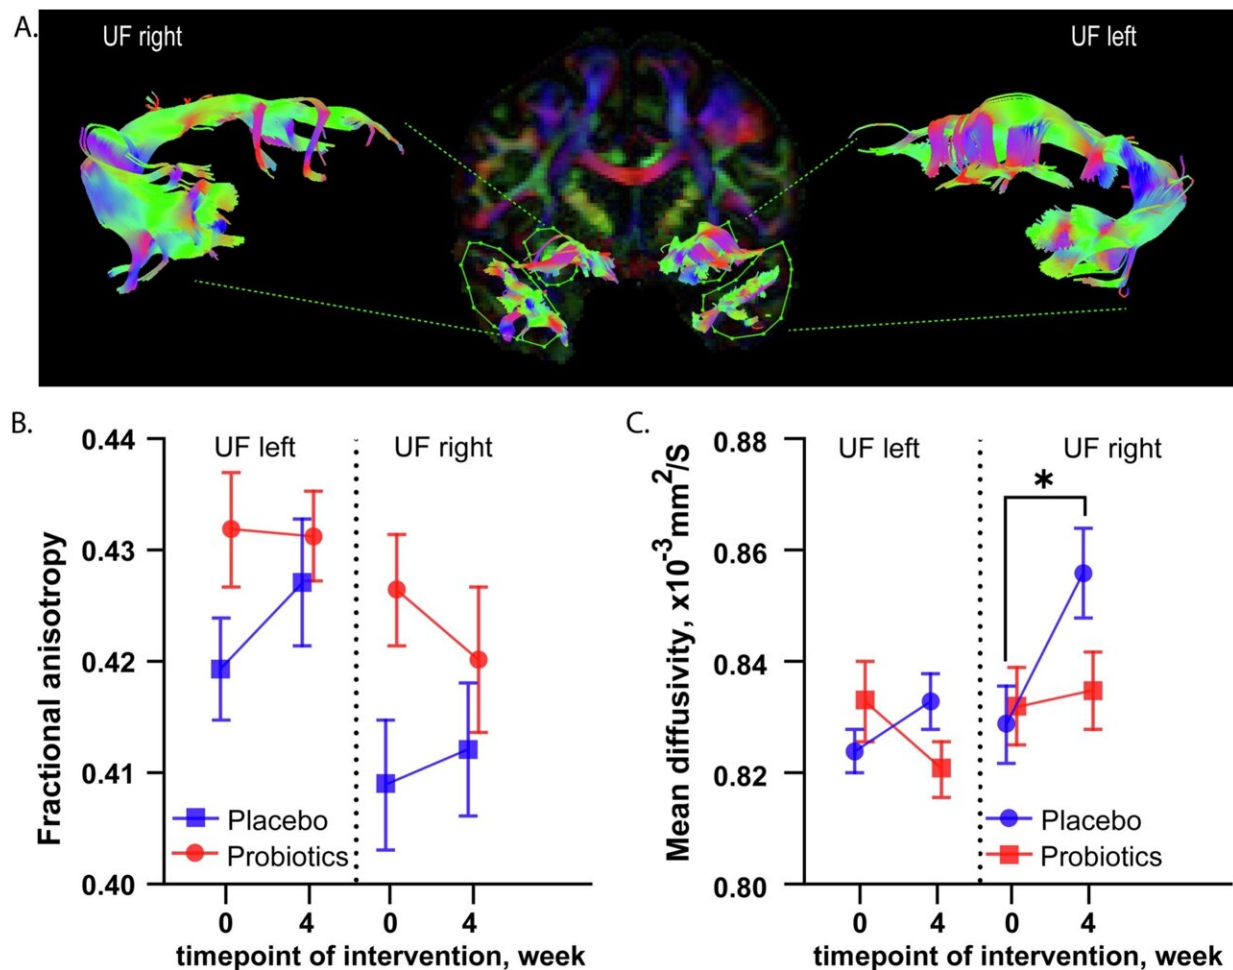 A.
UF right
UF left
B.
0.44
0.43
0.42
0.41
0.40
Fractional anisotropy
UF left
UF right
Placebo
Probiotics
0 4 0 4
timepoint of intervention, week
C.
0.88
0.86
0.84
0.82
0.80
Mean diffusivity, x10⁻³mm²/S
UF left
UF right
*
Placebo
Probiotics
0 4 0 4
timepoint of intervention, week